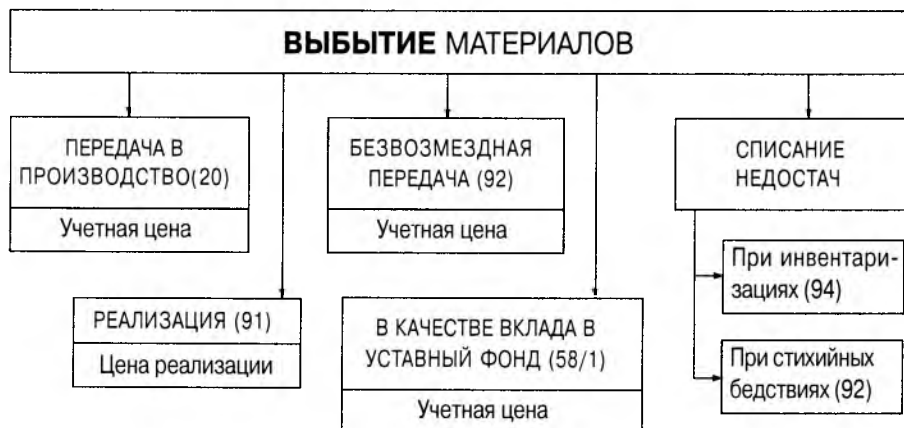 ВЫБЫТИЕ МАТЕРИАЛОВ
ПЕРЕДАЧА В
ПРОИЗВОДСТВО(20)
Учетная цена
БЕЗВОЗМЕЗДНАЯ
ПЕРЕДАЧА (92)
Учетная цена
СПИСАНИЕ
НЕДОСТАЧ
При инвентари-
зациях (94)
РЕАЛИЗАЦИЯ (91)
Цена реализации
В КАЧЕСТВЕ ВКЛАДА В
УСТАВНЫЙ ФОНД (58/1)
Учетная цена
При стихийных
бедствиях (92)